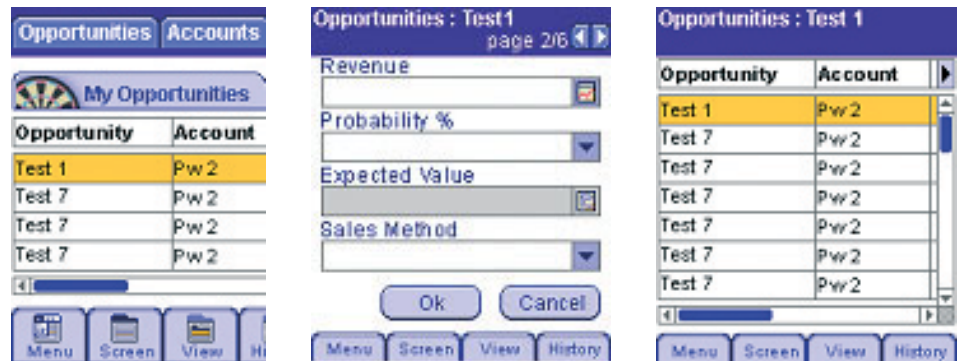 Opportunities Accounts
My Opportunities
Opportunity Account
Test 1 Pw 2
Test 7 Pw 2
Test 7 Pw 2
Test 7 Pw 2
Menu Screen View Hi
Opportunities : Test1
page 2/6
Revenue
Probability %
Expected Value
Sales Method
Ok Cancel
Menu Screen View History
Opportunities : Test 1
Opportunity Account
Test 1 Pw 2
Test 7 Pw 2
Test 7 Pw 2
Test 7 Pw 2
Test 7 Pw 2
Test 7 Pw 2
Test 7 Pw 2
Menu Screen View History